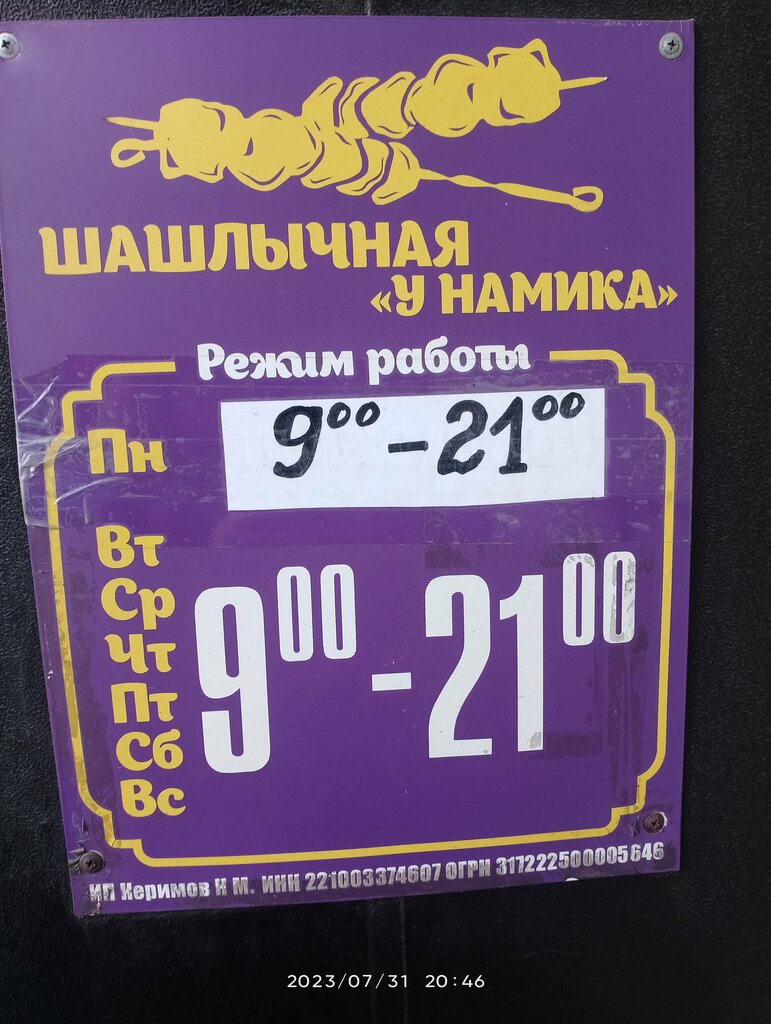 ШАШЛЫЧНАЯ
«У НАМИКА»
Режим работы
Пн 9⁰⁰-21⁰⁰
Вт
Ср
Чт
Пт
Сб
Вс
9⁰⁰-21⁰⁰
ИП Керимов Н М. ИНН 221003374607 ОГРН 317222500005646
2023/07/31 20:46